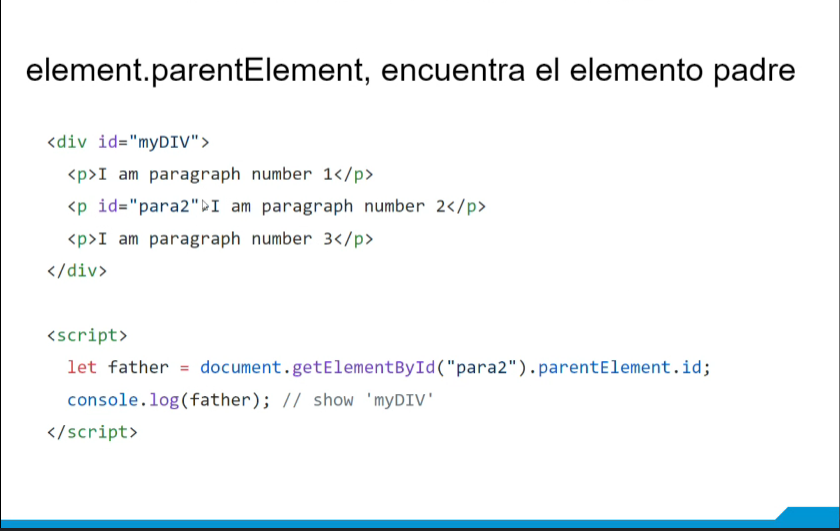 element.parentElement, encuentra el elemento padre
<div id="myDIV">
<p>I am paragraph number 1</p>
<p id="para2">I am paragraph number 2</p>
<p>I am paragraph number 3</p>
</div>
<script>
let father = document.getElementById("para2").parentElement.id;
console.log(father); // show 'myDIV'
</script>